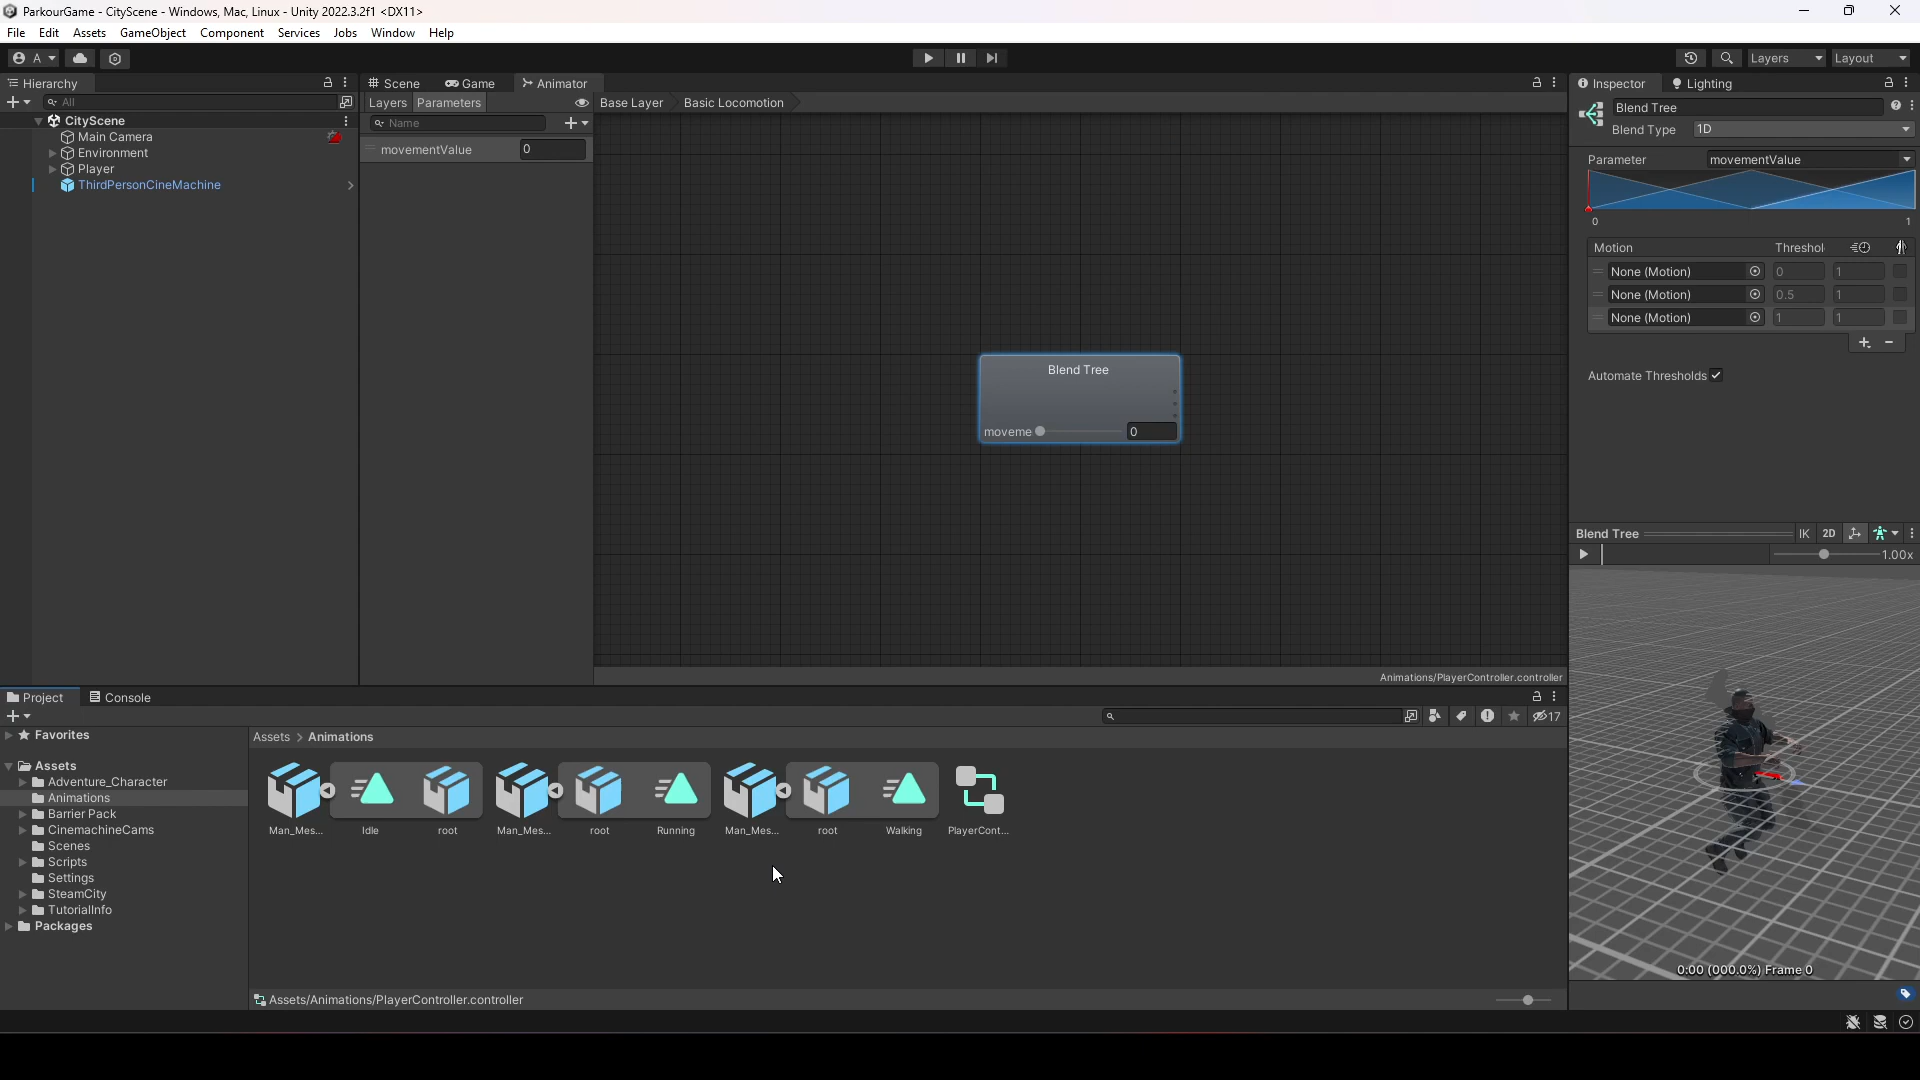 ParkourGame - CityScene - Windows, Mac, Linux - Unity 2022.3.2f1 <DX11>
File Edit Assets GameObject Component Services Jobs Window Help
A Layers Layout
Hierarchy
All
CityScene
Main Camera
Environment
Player
ThirdPersonCineMachine
Scene Game Animator
Layers Parameters
Name
movementValue 0
Base Layer Basic Locomotion
Blend Tree
moveme 0
Animations/PlayerController.controller
Inspector Lighting
Blend Tree
Blend Type 1D
Parameter movementValue
0 1
Motion Threshol
None (Motion) 0 1
None (Motion) 0.5 1
None (Motion) 1 1
Automate Thresholds
Blend Tree IK 2D
1.00x
0:00 (000.0%) Frame 0
Project Console
17
Favorites
Assets
Adventure_Character
Animations
Barrier Pack
CinemachineCams
Scenes
Scripts
Settings
SteamCity
TutorialInfo
Packages
Assets > Animations
Man_Mes... Idle root Man_Mes... root Running Man_Mes... root Walking PlayerCont...
Assets/Animations/PlayerController.controller